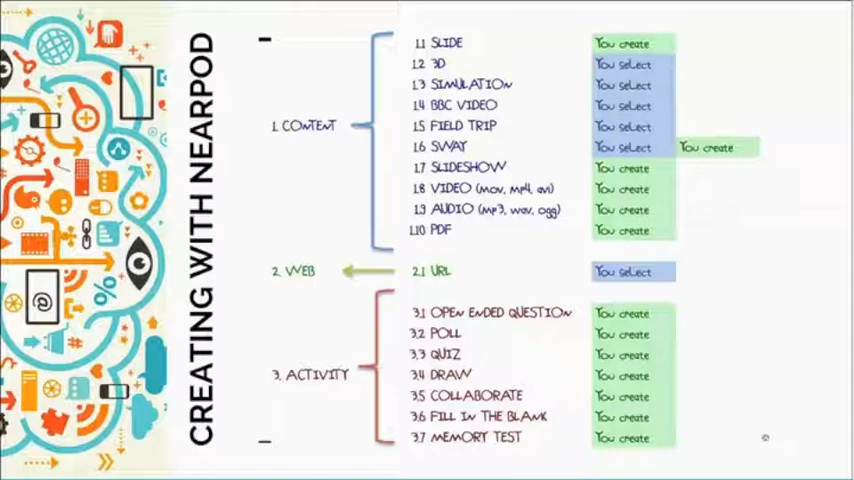 CREATING WITH NEARPOD
1. CONTENT
1.1 SLIDE You create
1.2 3D You select
1.3 SIMULATION You select
1.4 BBC VIDEO You select
1.5 FIELD TRIP You select
1.6 SWAY You select You create
1.7 SLIDESHOW You create
1.8 VIDEO (mov, mp4, avi) You create
1.9 AUDIO (mp3, wav, ogg) You create
1.10 PDF You create
2. WEB
2.1 URL You select
3. ACTIVITY
3.1 OPEN ENDED QUESTION You create
3.2 POLL You create
3.3 QUIZ You create
3.4 DRAW You create
3.5 COLLABORATE You create
3.6 FILL IN THE BLANK You create
3.7 MEMORY TEST You create